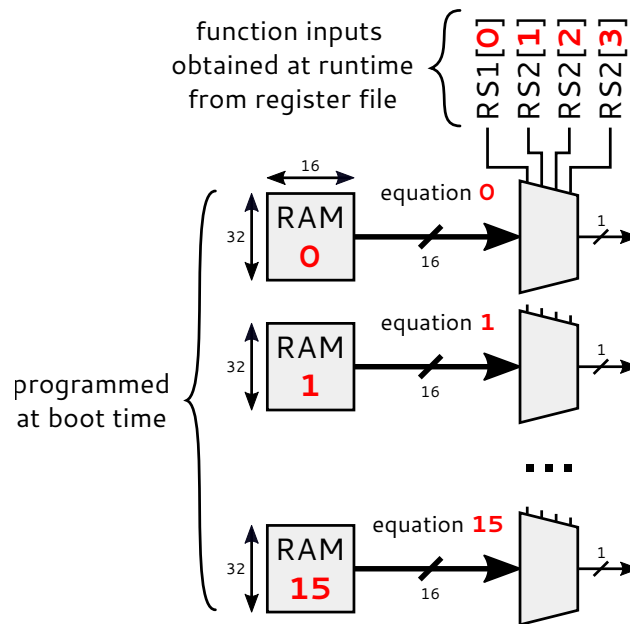 function inputs
obtained at runtime
from register file
RS1[0]
RS2[1]
RS2[2]
RS2[3]
16
32
RAM
0
equation 0
16
1
32
RAM
1
equation 1
16
1
programmed
at boot time
...
32
RAM
15
equation 15
16
1